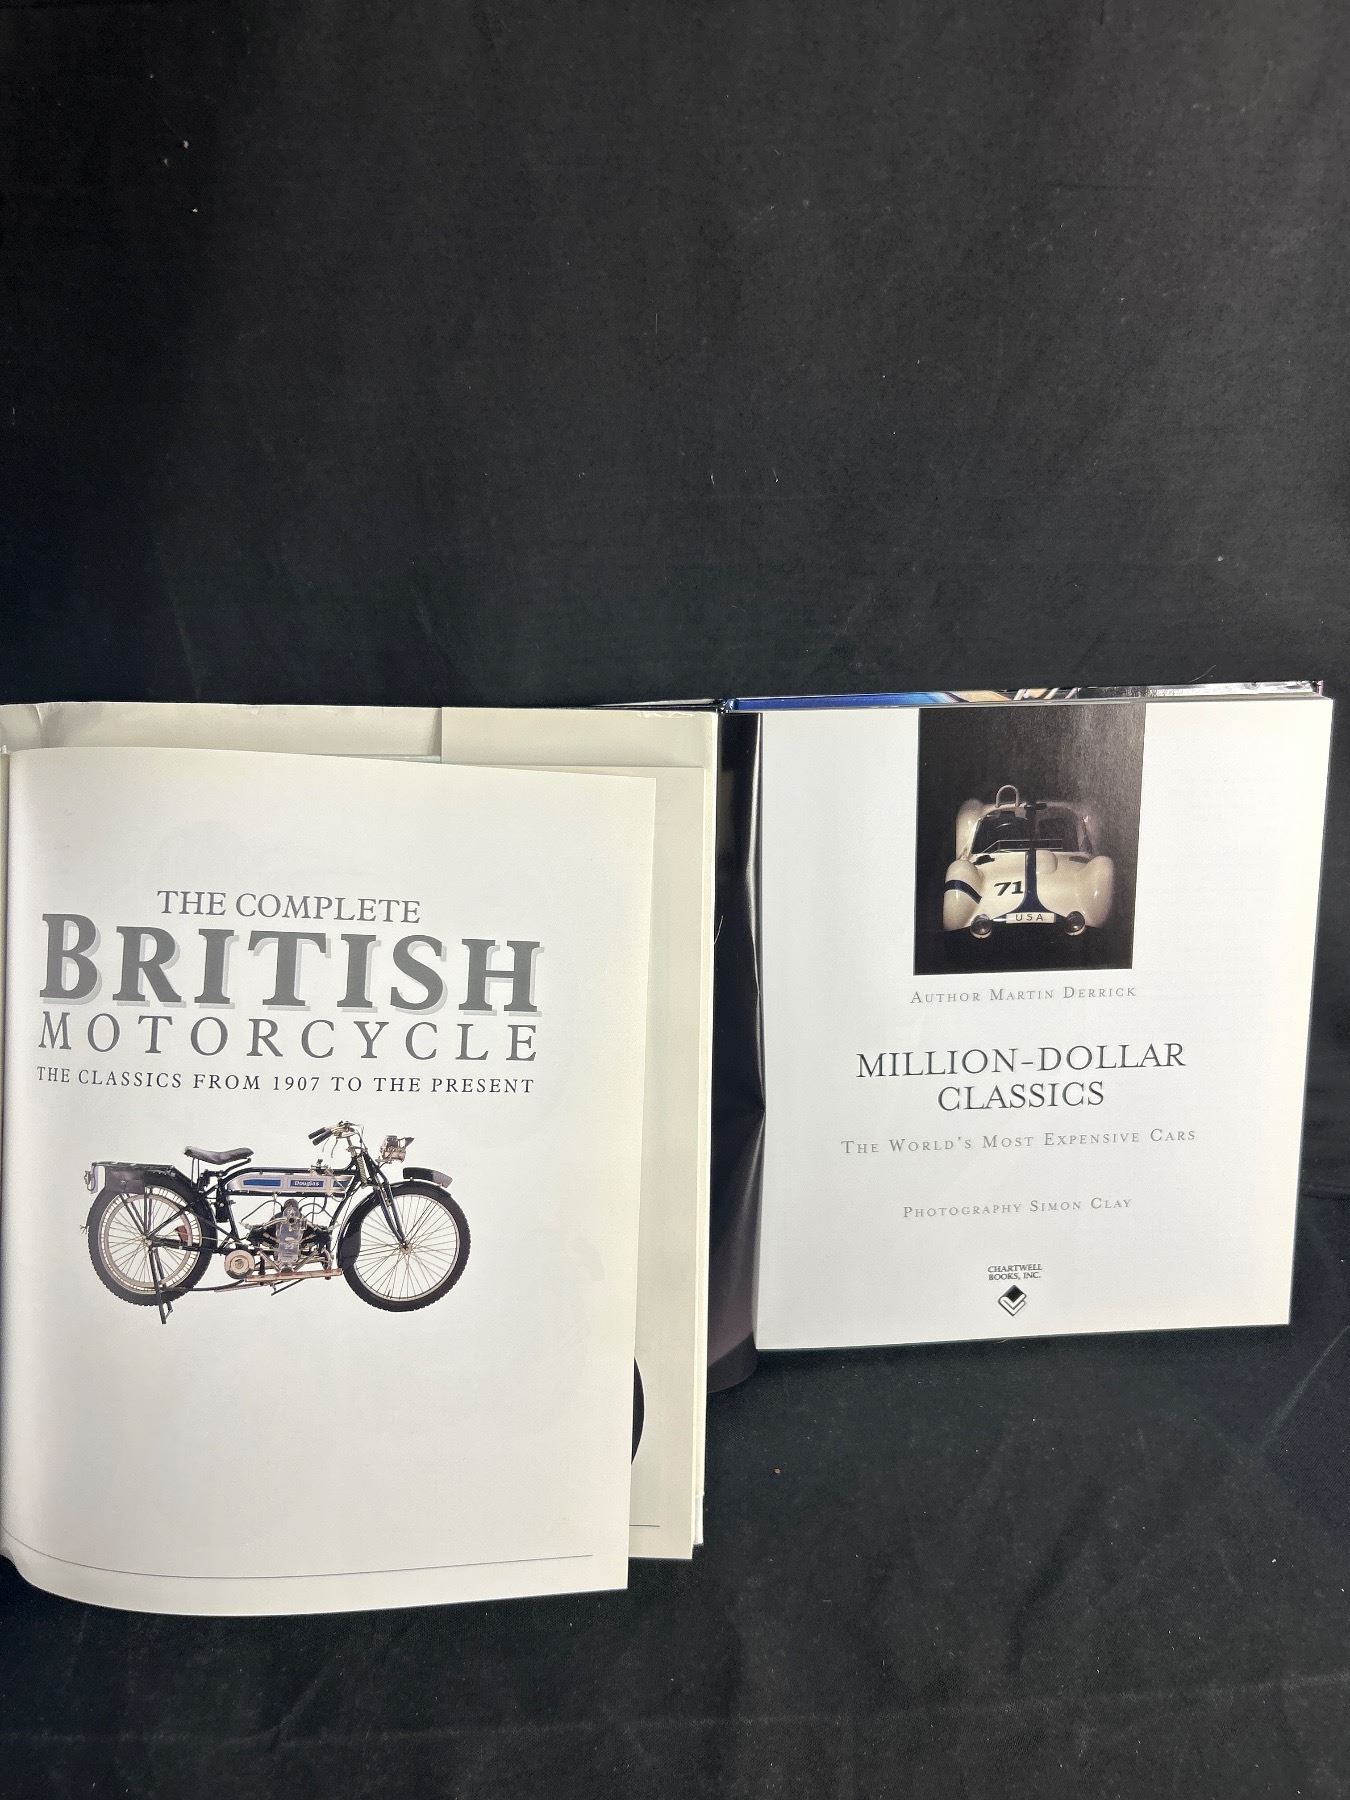 THE COMPLETE
BRITISH
MOTORCYCLE
THE CLASSICS FROM 1907 TO THE PRESENT
Douglas
71
USA
AUTHOR MARTIN DERRICK
MILLION-DOLLAR
CLASSICS
THE WORLD'S MOST EXPENSIVE CARS
PHOTOGRAPHY SIMON CLAY
CHARTWELL
BOOKS, INC.